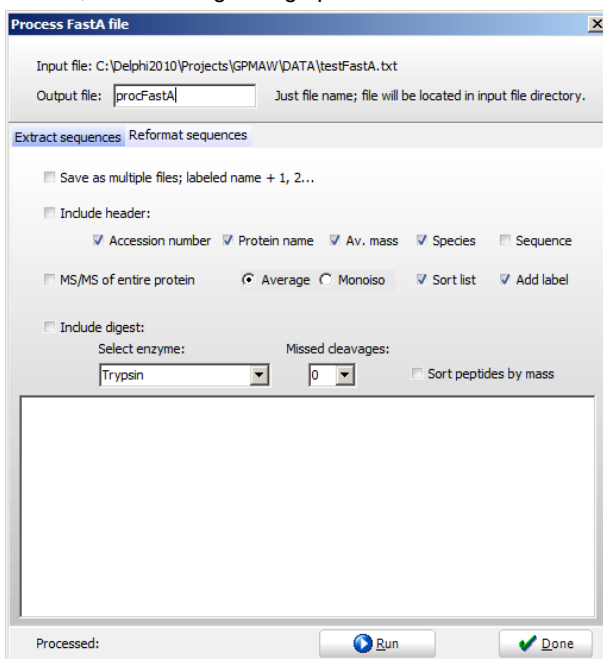 Process FastA file
Input file: C:\Delphi2010\Projects\GPMAW\DATA\testFastA.txt
Output file: procFastA Just file name; file will be located in input file directory.
Extract sequences Reformat sequences
Save as multiple files; labeled name + 1, 2...
Include header:
Accession number Protein name Av. mass Species Sequence
MS/MS of entire protein Average Monoiso Sort list Add label
Include digest:
Select enzyme: Missed cleavages:
Trypsin 0 Sort peptides by mass
Processed: Run Done